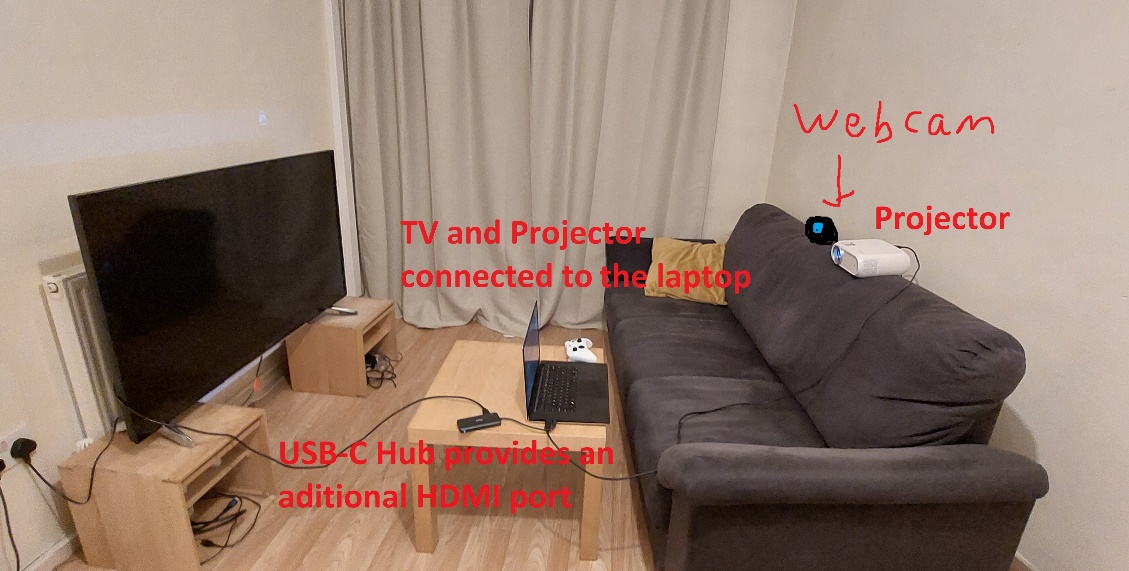 Webcam
Projector
TV and Projector
connected to the laptop
USB-C Hub provides an
aditional HDMI port